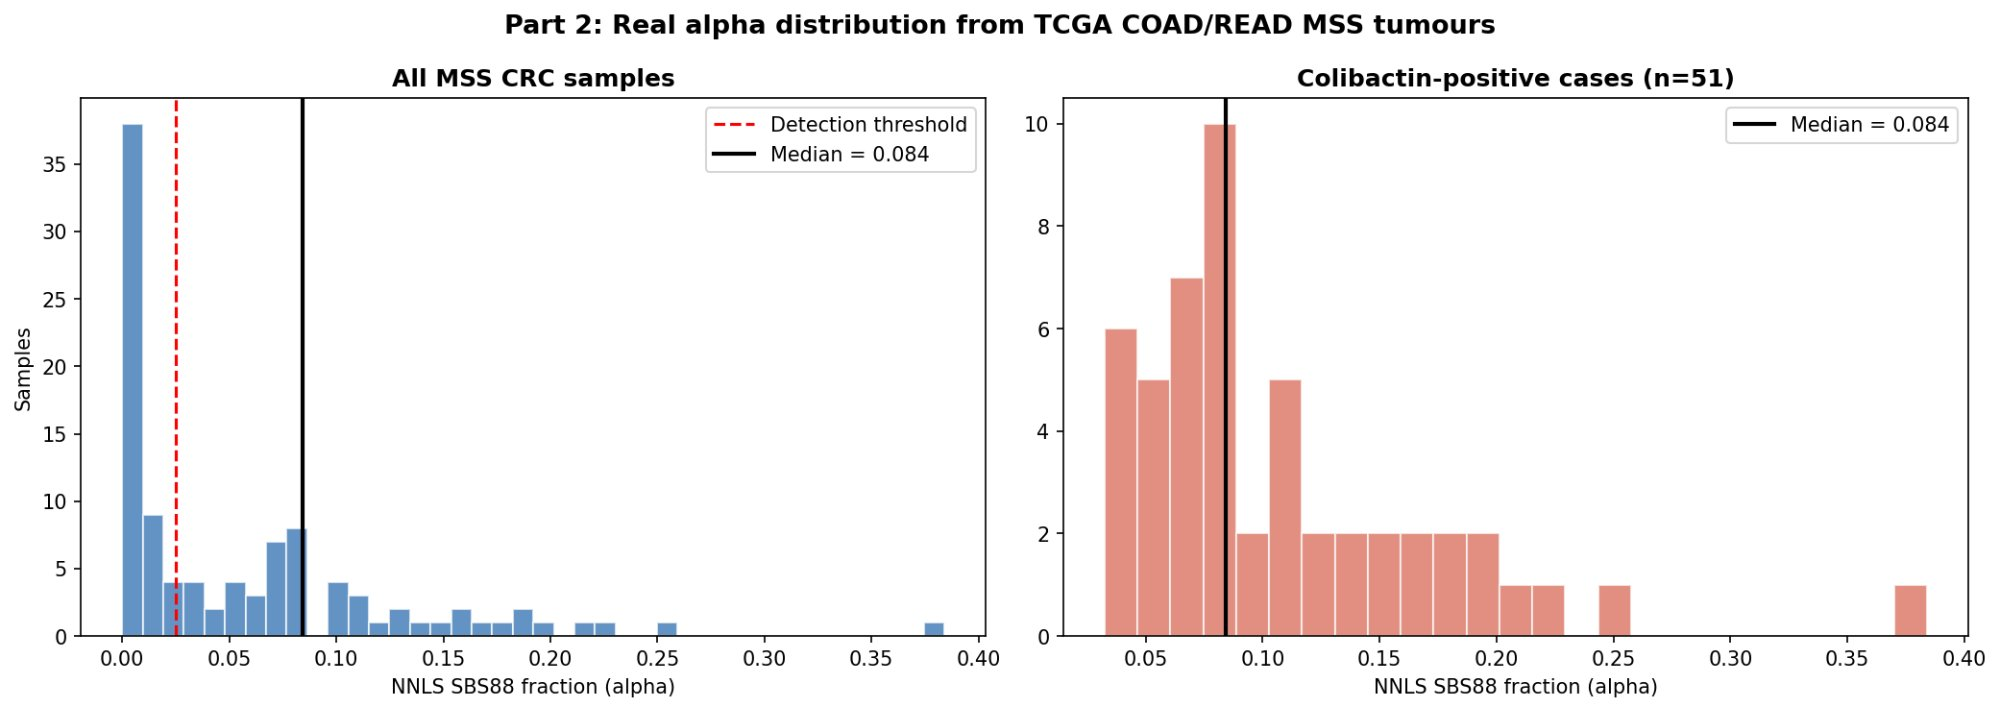 Part 2: Real alpha distribution from TCGA COAD/READ MSS tumours
All MSS CRC samples
Detection threshold
Median = 0.084
Samples
35
30
25
20
15
10
5
0
0.00 0.05 0.10 0.15 0.20 0.25 0.30 0.35 0.40
NNLS SBS88 fraction (alpha)
Colibactin-positive cases (n=51)
Median = 0.084
10
8
6
4
2
0
0.05 0.10 0.15 0.20 0.25 0.30 0.35 0.40
NNLS SBS88 fraction (alpha)